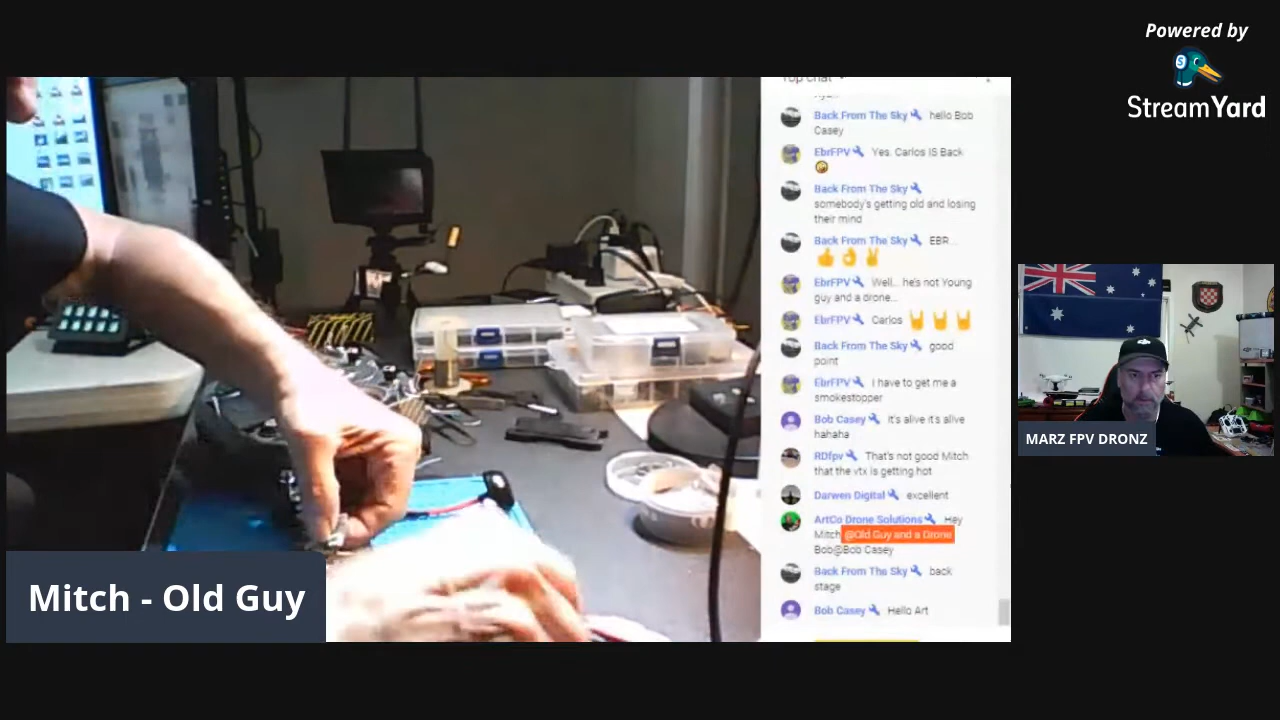 Powered by
StreamYard
Top chat
Back From The Sky hello Bob
Casey
EbrFPV Yes. Carlos IS Back
Back From The Sky
somebody's getting old and losing
their mind
Back From The Sky EBR...
EbrFPV Well... he's not Young
guy and a drone...
EbrFPV Carlos
Back From The Sky good
point
EbrFPV I have to get me a
smokestopper
Bob Casey It's alive it's alive
hahaha
RDfpv That's not good Mitch
that the vtx is getting hot
Darwen Digital excellent
ArtCo Drone Solutions Hey
Mitch @Old Guy and a Drone
Bob@Bob Casey
Back From The Sky back
stage
Bob Casey Hello Art
MARZ FPV DRONZ
Mitch - Old Guy